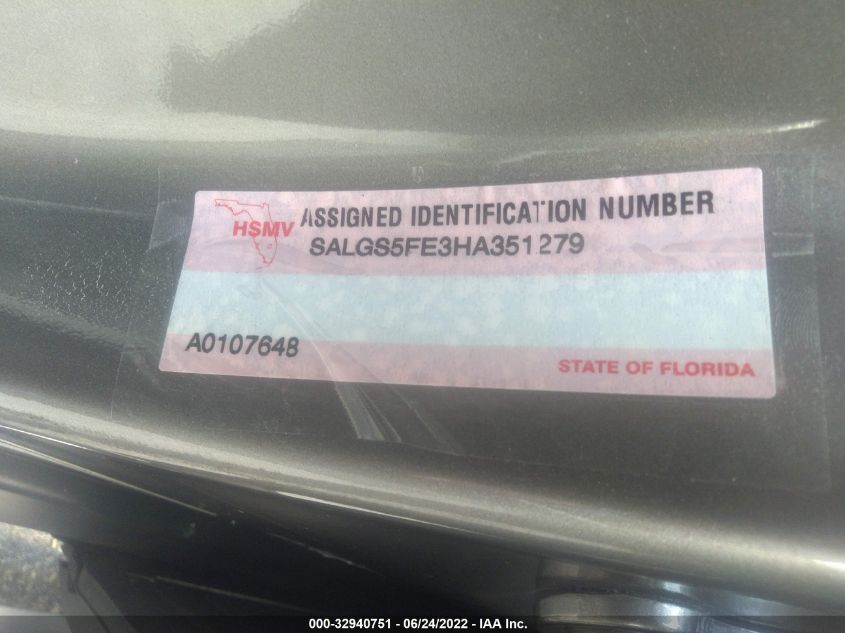 ASSIGNED IDENTIFICATION NUMBER
HSMV
SALGS5FE3HA351279
A0107648
STATE OF FLORIDA
000-32940751 - 06/24/2022 - IAA Inc.